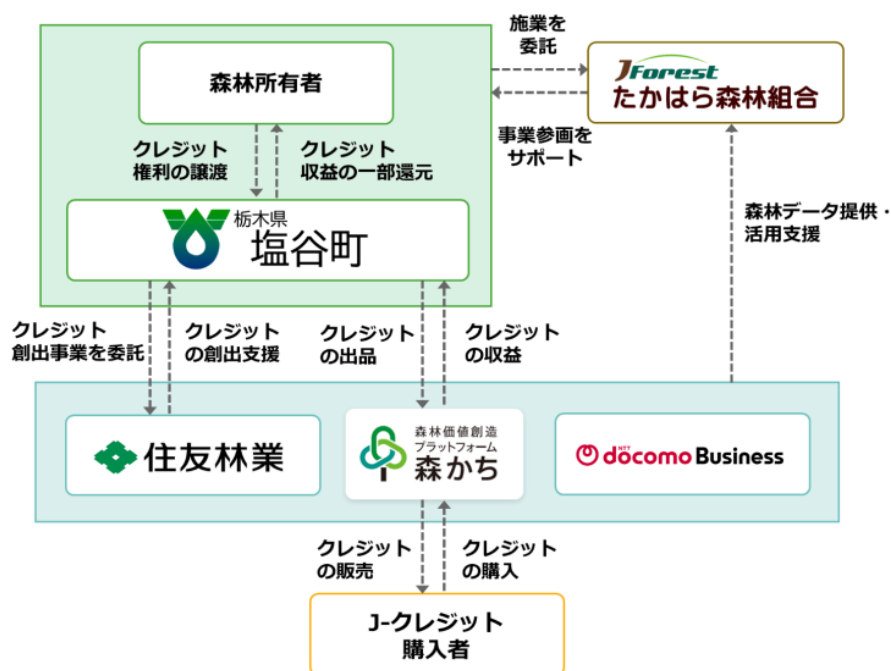 森林所有者
施業を
委託
JForest
たかはら森林組合
事業参画を
サポート
クレジット
権利の譲渡
クレジット
収益の一部還元
栃木県
塩谷町
森林データ提供・
活用支援
クレジット
創出事業を委託
クレジット
の創出支援
クレジット
の出品
クレジット
の収益
住友林業
森林価値創造
プラットフォーム
森かち
NTT
döcomo Business
クレジット
の販売
クレジット
の購入
J-クレジット
購入者